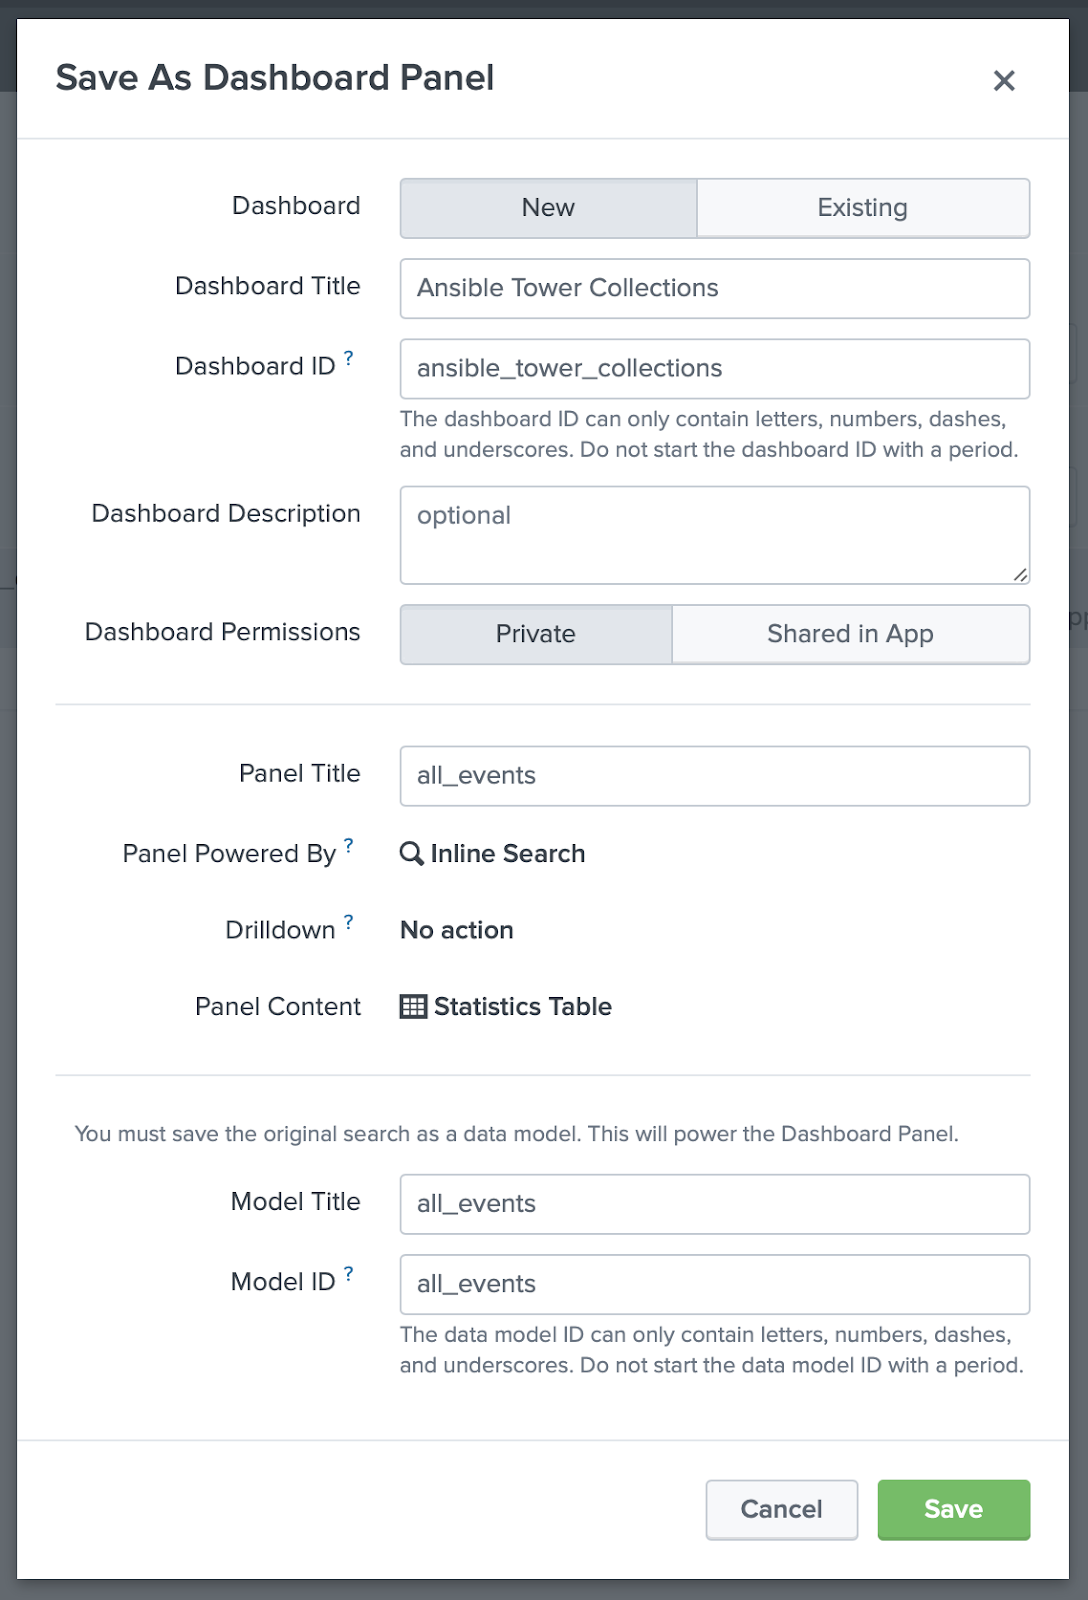 Save As Dashboard Panel
Dashboard New Existing
Dashboard Title Ansible Tower Collections
Dashboard ID ? ansible_tower_collections
The dashboard ID can only contain letters, numbers, dashes,
and underscores. Do not start the dashboard ID with a period.
Dashboard Description optional
Dashboard Permissions Private Shared in App
Panel Title all_events
Panel Powered By ? Inline Search
Drilldown ? No action
Panel Content Statistics Table
You must save the original search as a data model. This will power the Dashboard Panel.
Model Title all_events
Model ID ? all_events
The data model ID can only contain letters, numbers, dashes,
and underscores. Do not start the data model ID with a period.
Cancel Save